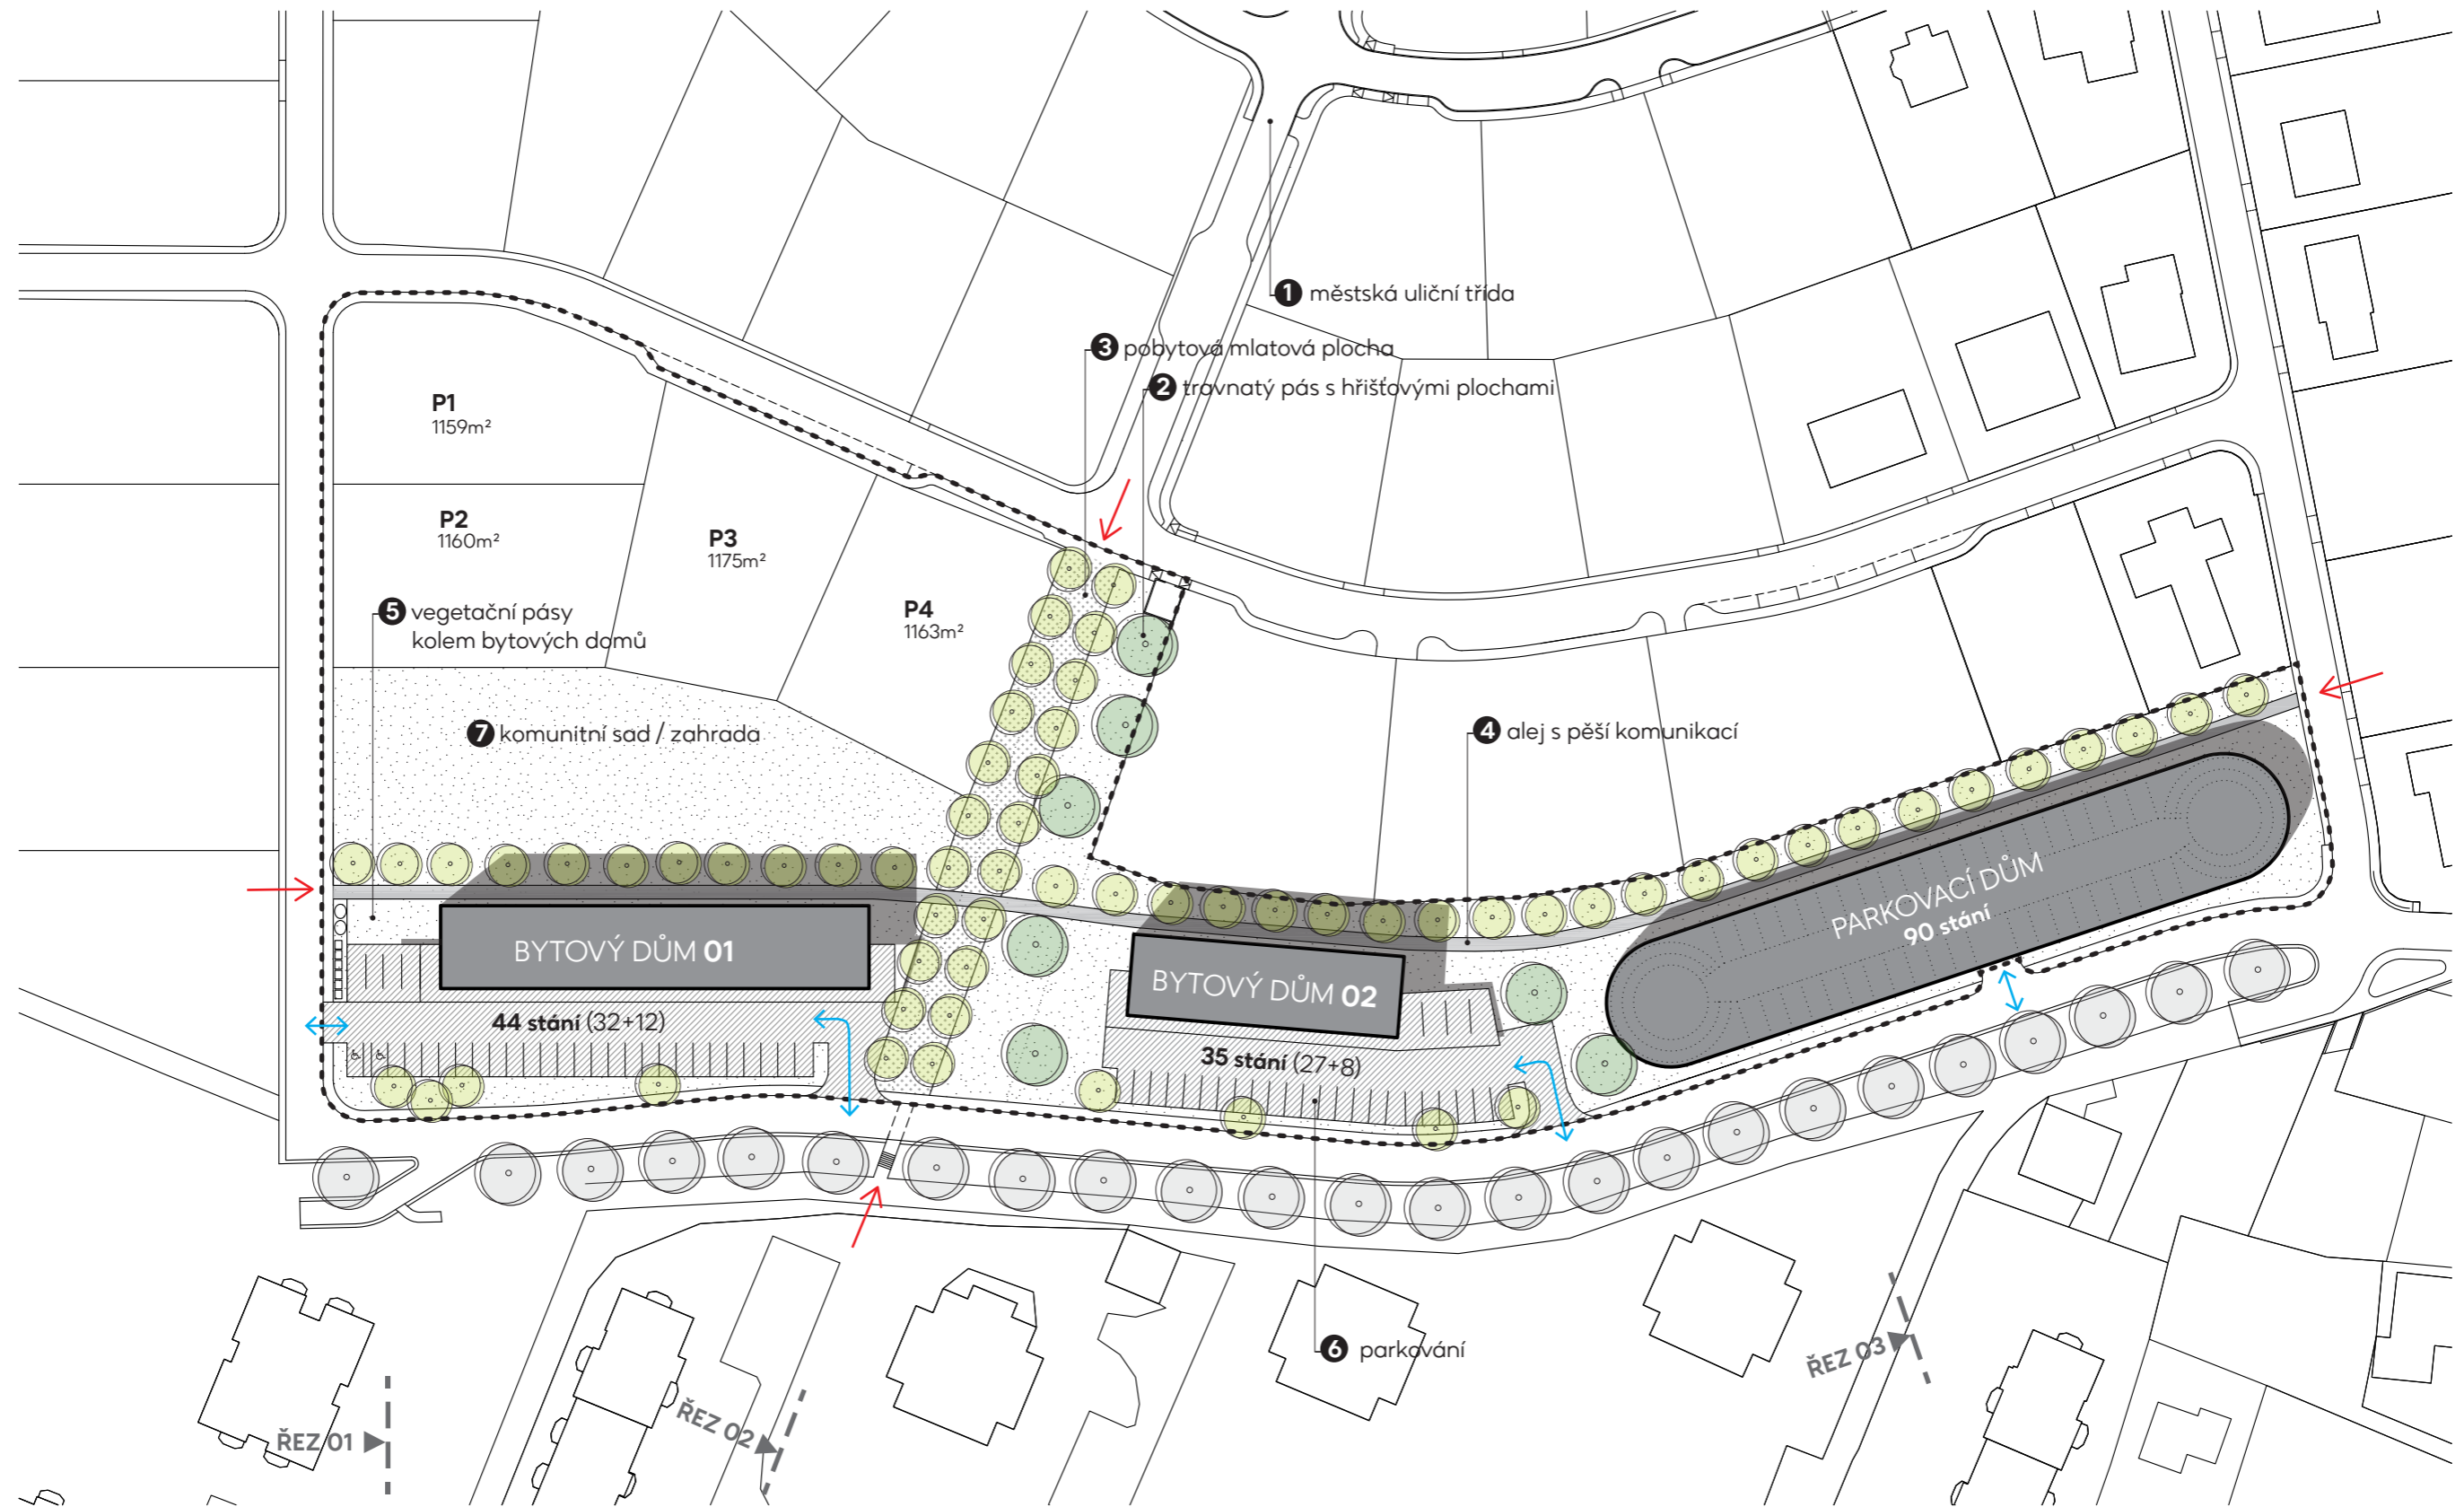 ❶ městská uliční třída
❸ pobytová mlatová plocha
❷ travnatý pás s hřišťovými plochami
P1
1159m²
P2
1160m²
P3
1175m²
P4
1163m²
❺ vegetační pásy
kolem bytových domů
❼ komunitní sad / zahrada
❹ alej s pěší komunikací
PARKOVACÍ DŮM
90 stání
BYTOVÝ DŮM 01
BYTOVÝ DŮM 02
44 stání (32+12)
35 stání (27+8)
❻ parkování
ŘEZ 01
ŘEZ 02
ŘEZ 03